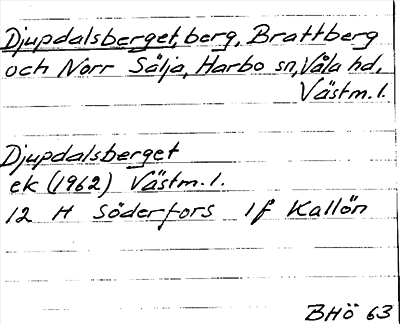 Djupdalsberget, berg, Brattberg
och Norr Sälja, Harbo sn, Våla hd,
Västm.l.
Djupdalsberget
ek (1962) Västm.l.
12 H Söderfors 1f Kallön
BHö 63